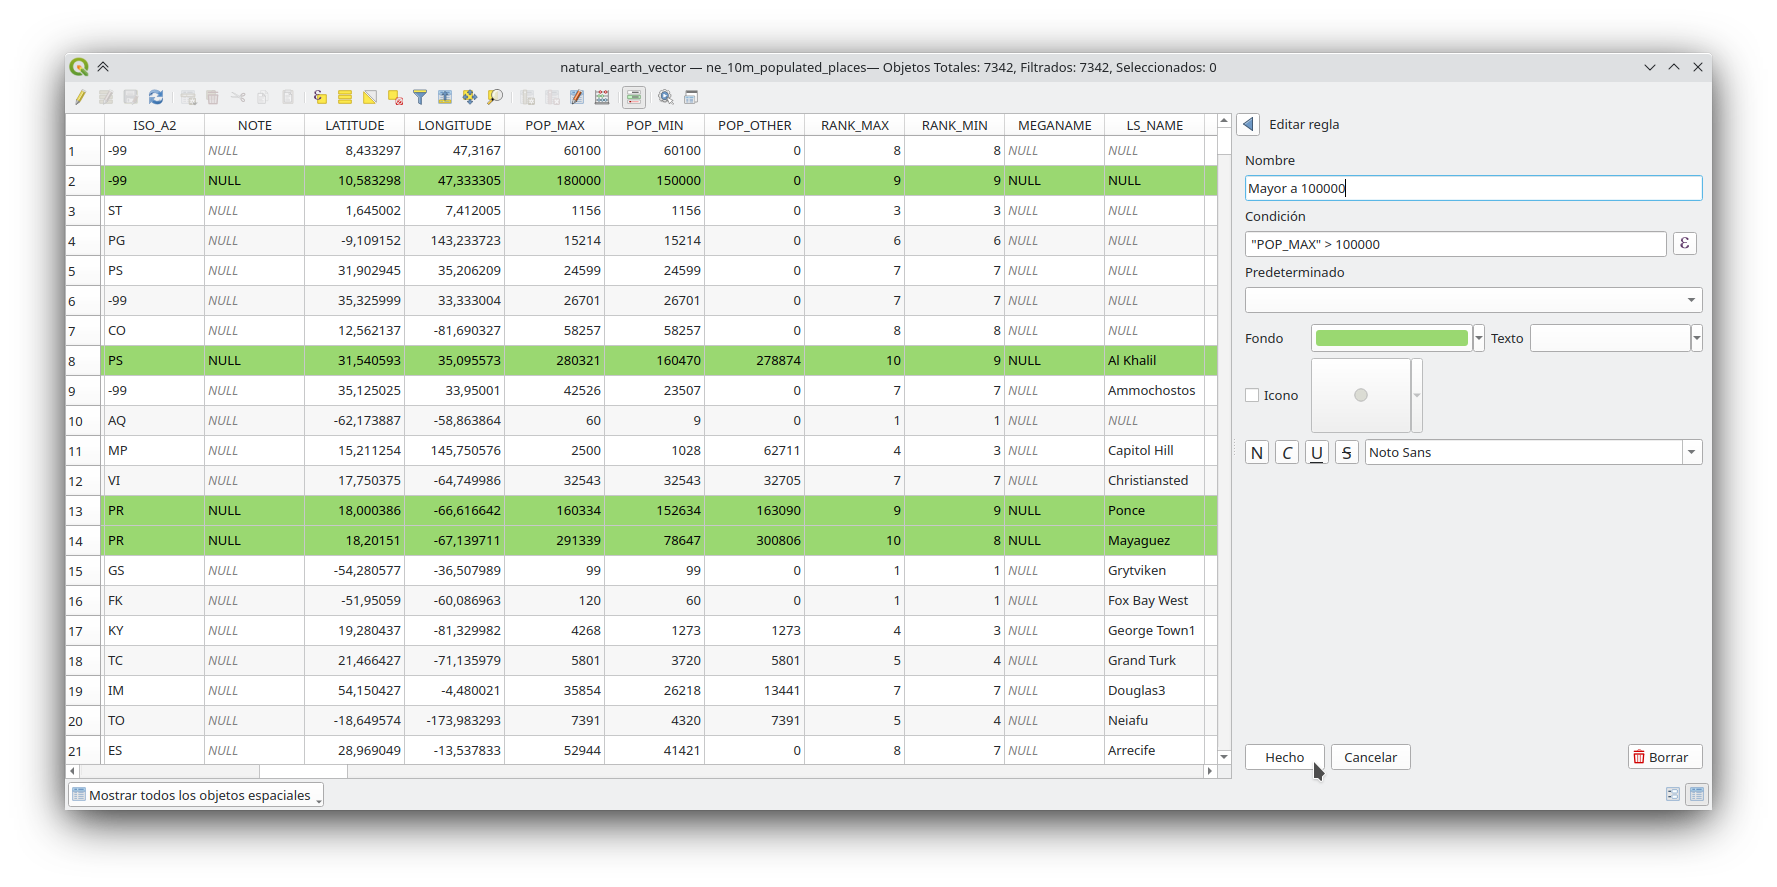 natural_earth_vector — ne_10m_populated_places— Objetos Totales: 7342, Filtrados: 7342, Seleccionados: 0
ISO_A2 NOTE LATITUDE LONGITUDE POP_MAX POP_MIN POP_OTHER RANK_MAX RANK_MIN MEGANAME LS_NAME
1 -99 NULL 8,433297 47,3167 60100 60100 0 8 8 NULL NULL
2 -99 NULL 10,583298 47,333305 180000 150000 0 9 9 NULL NULL
3 ST NULL 1,645002 7,412005 1156 1156 0 3 3 NULL NULL
4 PG NULL -9,109152 143,233723 15214 15214 0 6 6 NULL NULL
5 PS NULL 31,902945 35,206209 24599 24599 0 7 7 NULL NULL
6 -99 NULL 35,325999 33,333004 26701 26701 0 7 7 NULL NULL
7 CO NULL 12,562137 -81,690327 58257 58257 0 8 8 NULL NULL
8 PS NULL 31,540593 35,095573 280321 160470 278874 10 9 NULL Al Khalil
9 -99 NULL 35,125025 33,95001 42526 23507 0 7 7 NULL Ammochostos
10 AQ NULL -62,173887 -58,863864 60 9 0 1 1 NULL NULL
11 MP NULL 15,211254 145,750576 2500 1028 62711 4 3 NULL Capitol Hill
12 VI NULL 17,750375 -64,749986 32543 32543 32705 7 7 NULL Christiansted
13 PR NULL 18,000386 -66,616642 160334 152634 163090 9 9 NULL Ponce
14 PR NULL 18,20151 -67,139711 291339 78647 300806 10 8 NULL Mayaguez
15 GS NULL -54,280577 -36,507989 99 99 0 1 1 NULL Grytviken
16 FK NULL -51,95059 -60,086963 120 60 0 1 1 NULL Fox Bay West
17 KY NULL 19,280437 -81,329982 4268 1273 1273 4 3 NULL George Town1
18 TC NULL 21,466427 -71,135979 5801 3720 5801 5 4 NULL Grand Turk
19 IM NULL 54,150427 -4,480021 35854 26218 13441 7 7 NULL Douglas3
20 TO NULL -18,649574 -173,983293 7391 4320 7391 5 4 NULL Neiafu
21 ES NULL 28,969049 -13,537833 52944 41421 0 8 7 NULL Arrecife
Mostrar todos los objetos espaciales
Editar regla
Nombre
Mayor a 100000
Condición
"POP_MAX" > 100000
ε
Predeterminado
Fondo Texto
Icono
N C U S Noto Sans
Hecho Cancelar Borrar